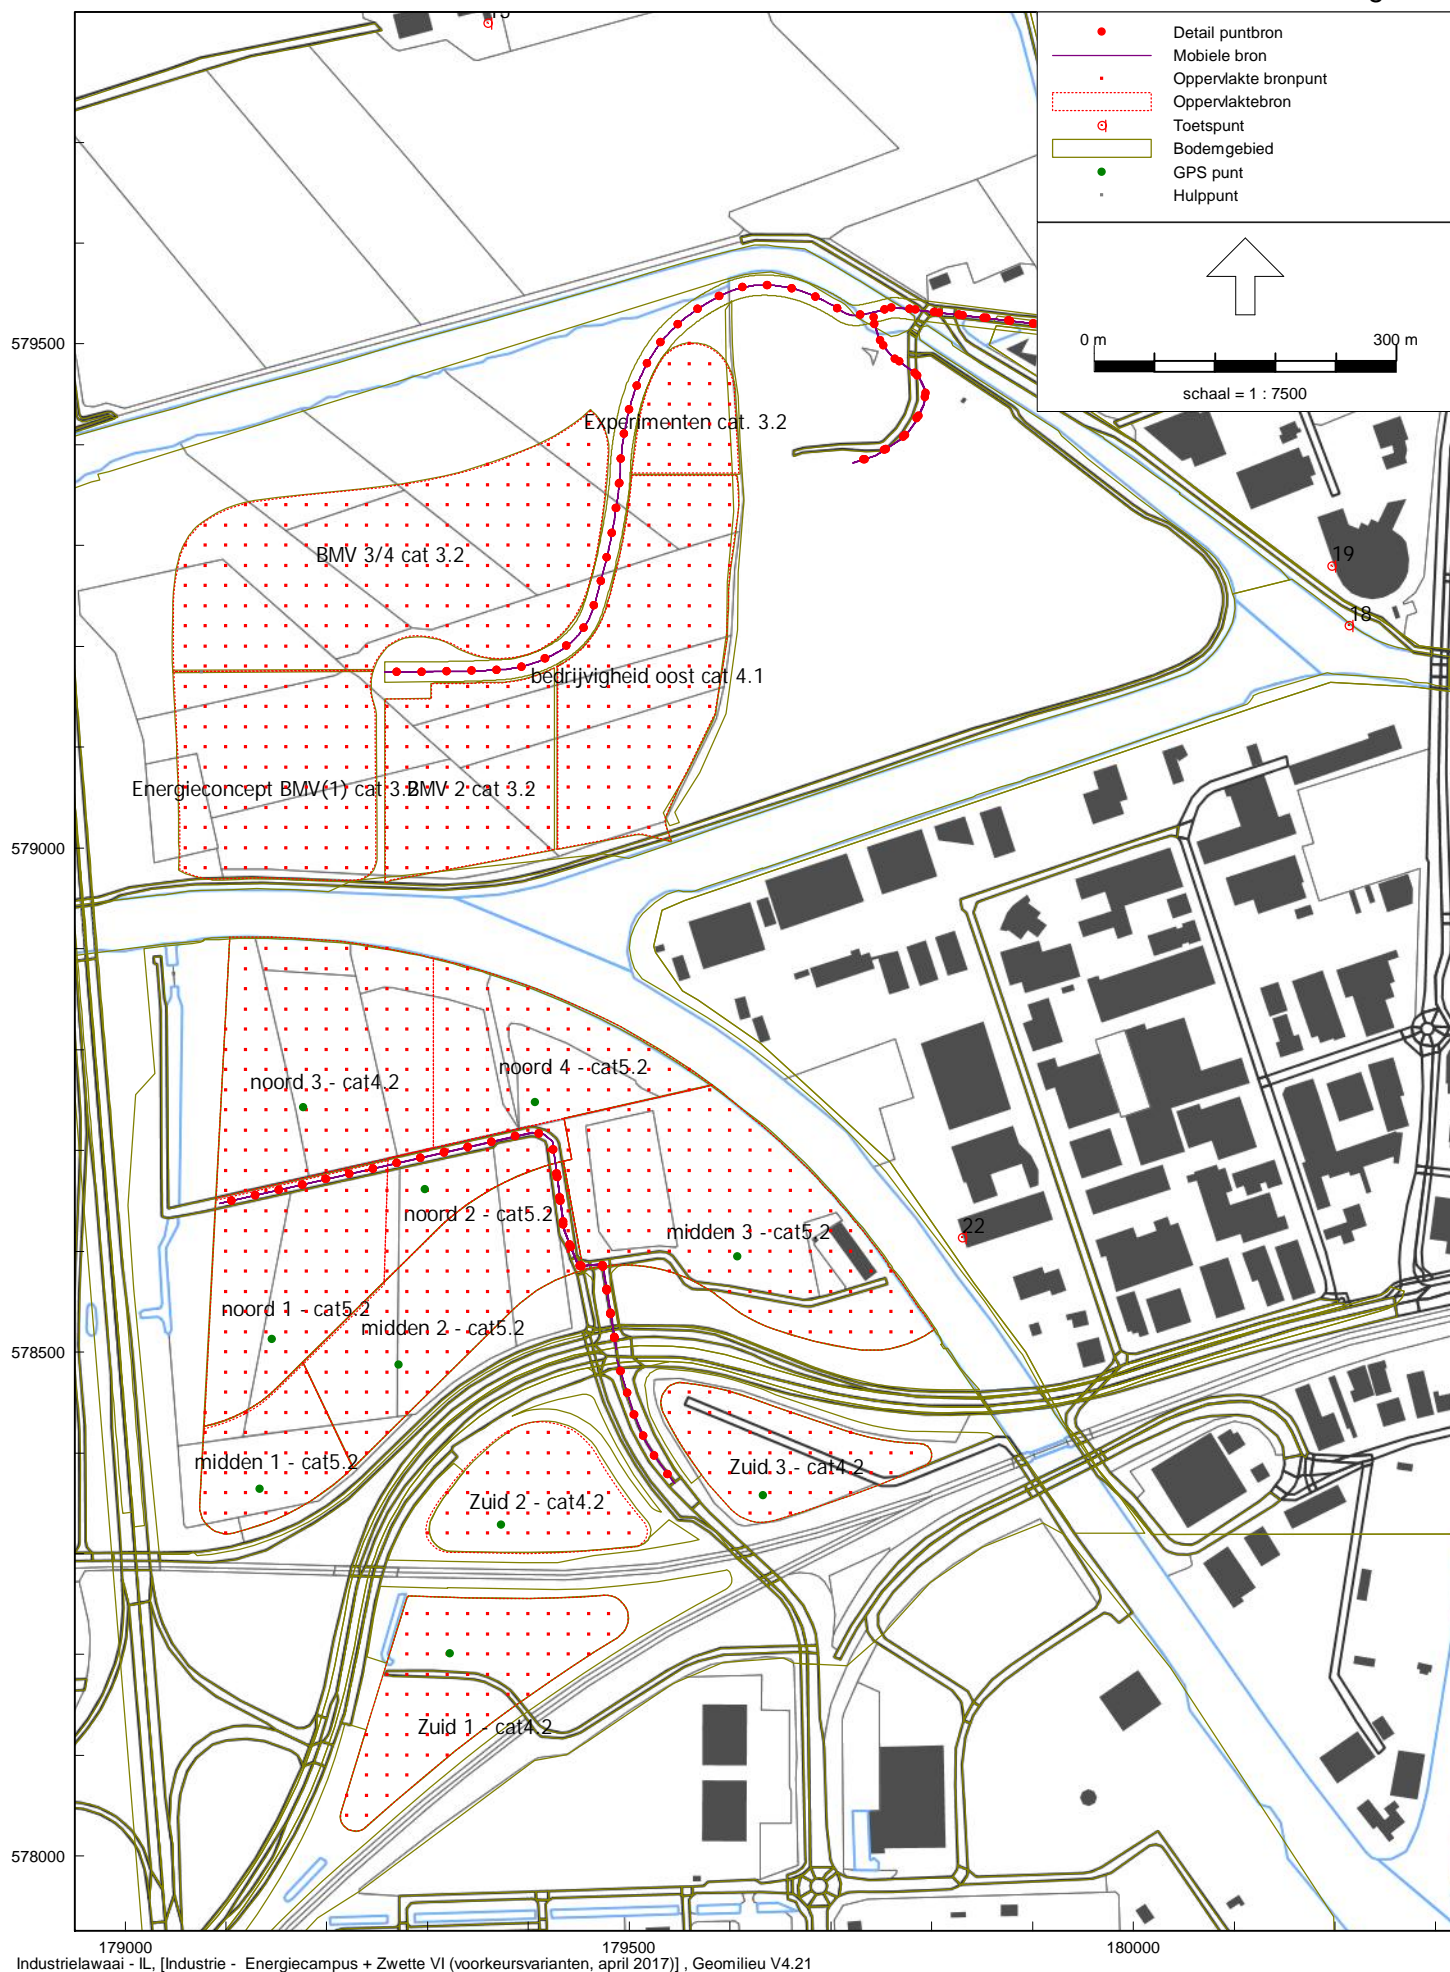 Detail puntbron
Mobiele bron
Oppervlakte bronpunt
Oppervlaktebron
Toetspunt
Bodemgebied
GPS punt
Hulppunt
0 m
300 m
schaal = 1 : 7500
579500
Experimenten cat. 3.2
BMV 3/4 cat 3.2
19
18
bedrijvigheid oost cat 4.1
Energieconcept BMV(1) cat 3.2
BMV 2 cat 3.2
579000
noord 4 - cat5.2
noord 3 - cat4.2
noord 2 - cat5.2
midden 3 - cat5.2
22
noord 1 - cat5.2
midden 2 - cat5.2
578500
midden 1 - cat5.2
Zuid 3 - cat4.2
Zuid 2 - cat4.2
Zuid 1 - cat4.2
578000
179000
179500
180000
Industrielawaai - IL, [Industrie - Energiecampus + Zwette VI (voorkeursvarianten, april 2017)] , Geomilieu V4.21